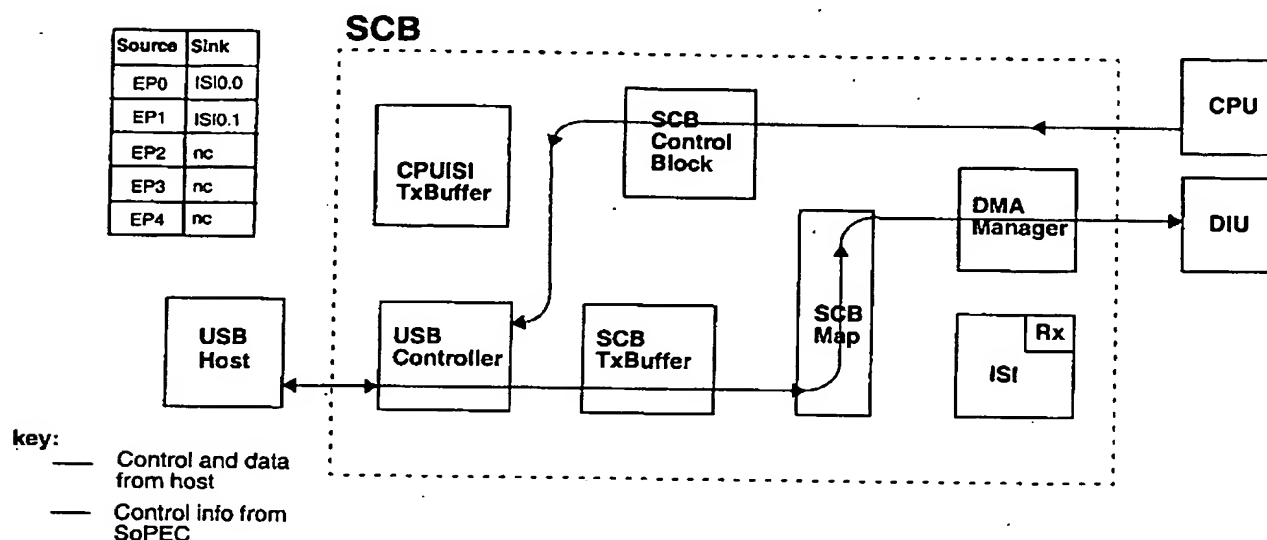 SCB
Source Sink
EP0 ISI0.0
EP1 ISI0.1
EP2 nc
EP3 nc
EP4 nc
CPUISI
TxBuffer
SCB
Control
Block
CPU
DMA
Manager
DIU
USB
Host
USB
Controller
SCB
TxBuffer
SCB
Map
Rx
ISI
key:
Control and data
from host
Control info from
SoPEC